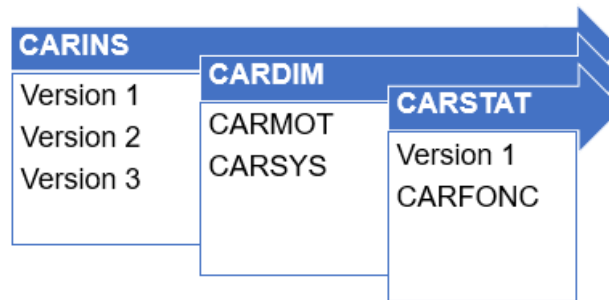 CARINS
Version 1
Version 2
Version 3
CARDIM
CARMOT
CARSYS
CARSTAT
Version 1
CARFONC